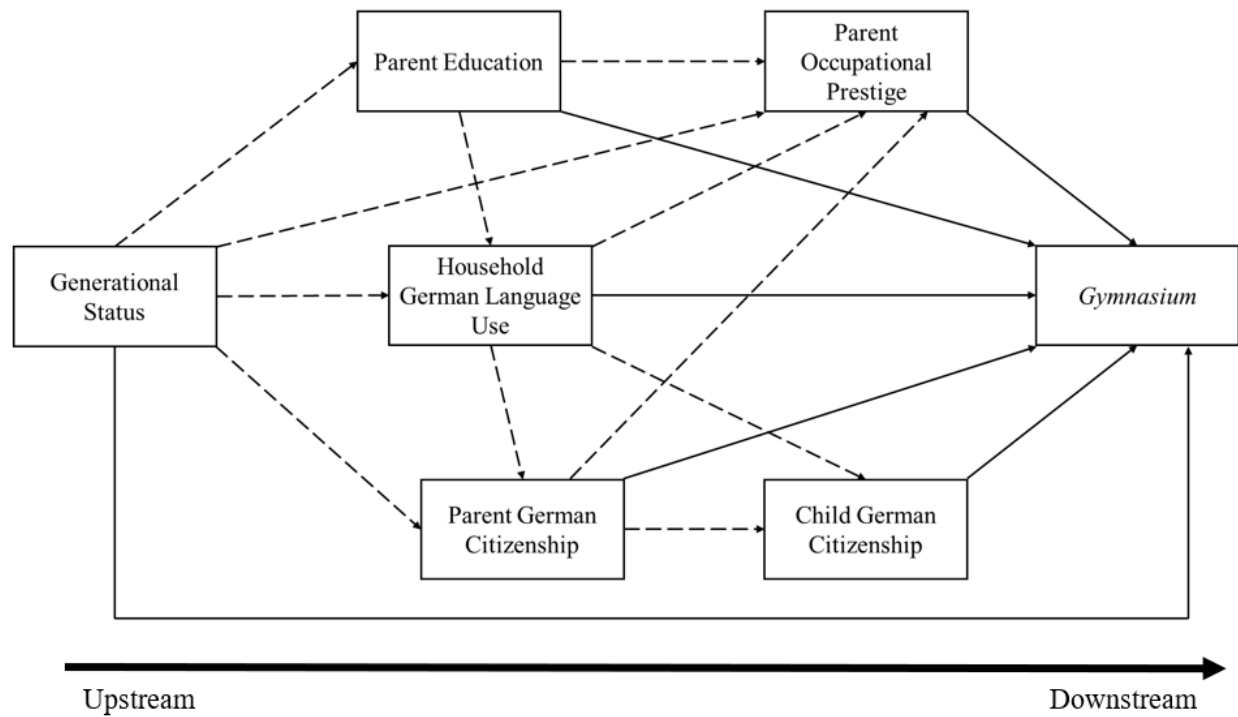 Parent Education
Parent
Occupational
Prestige
Generational
Status
Household
German Language
Use
Gymnasium
Parent German
Citizenship
Child German
Citizenship
Upstream
Downstream